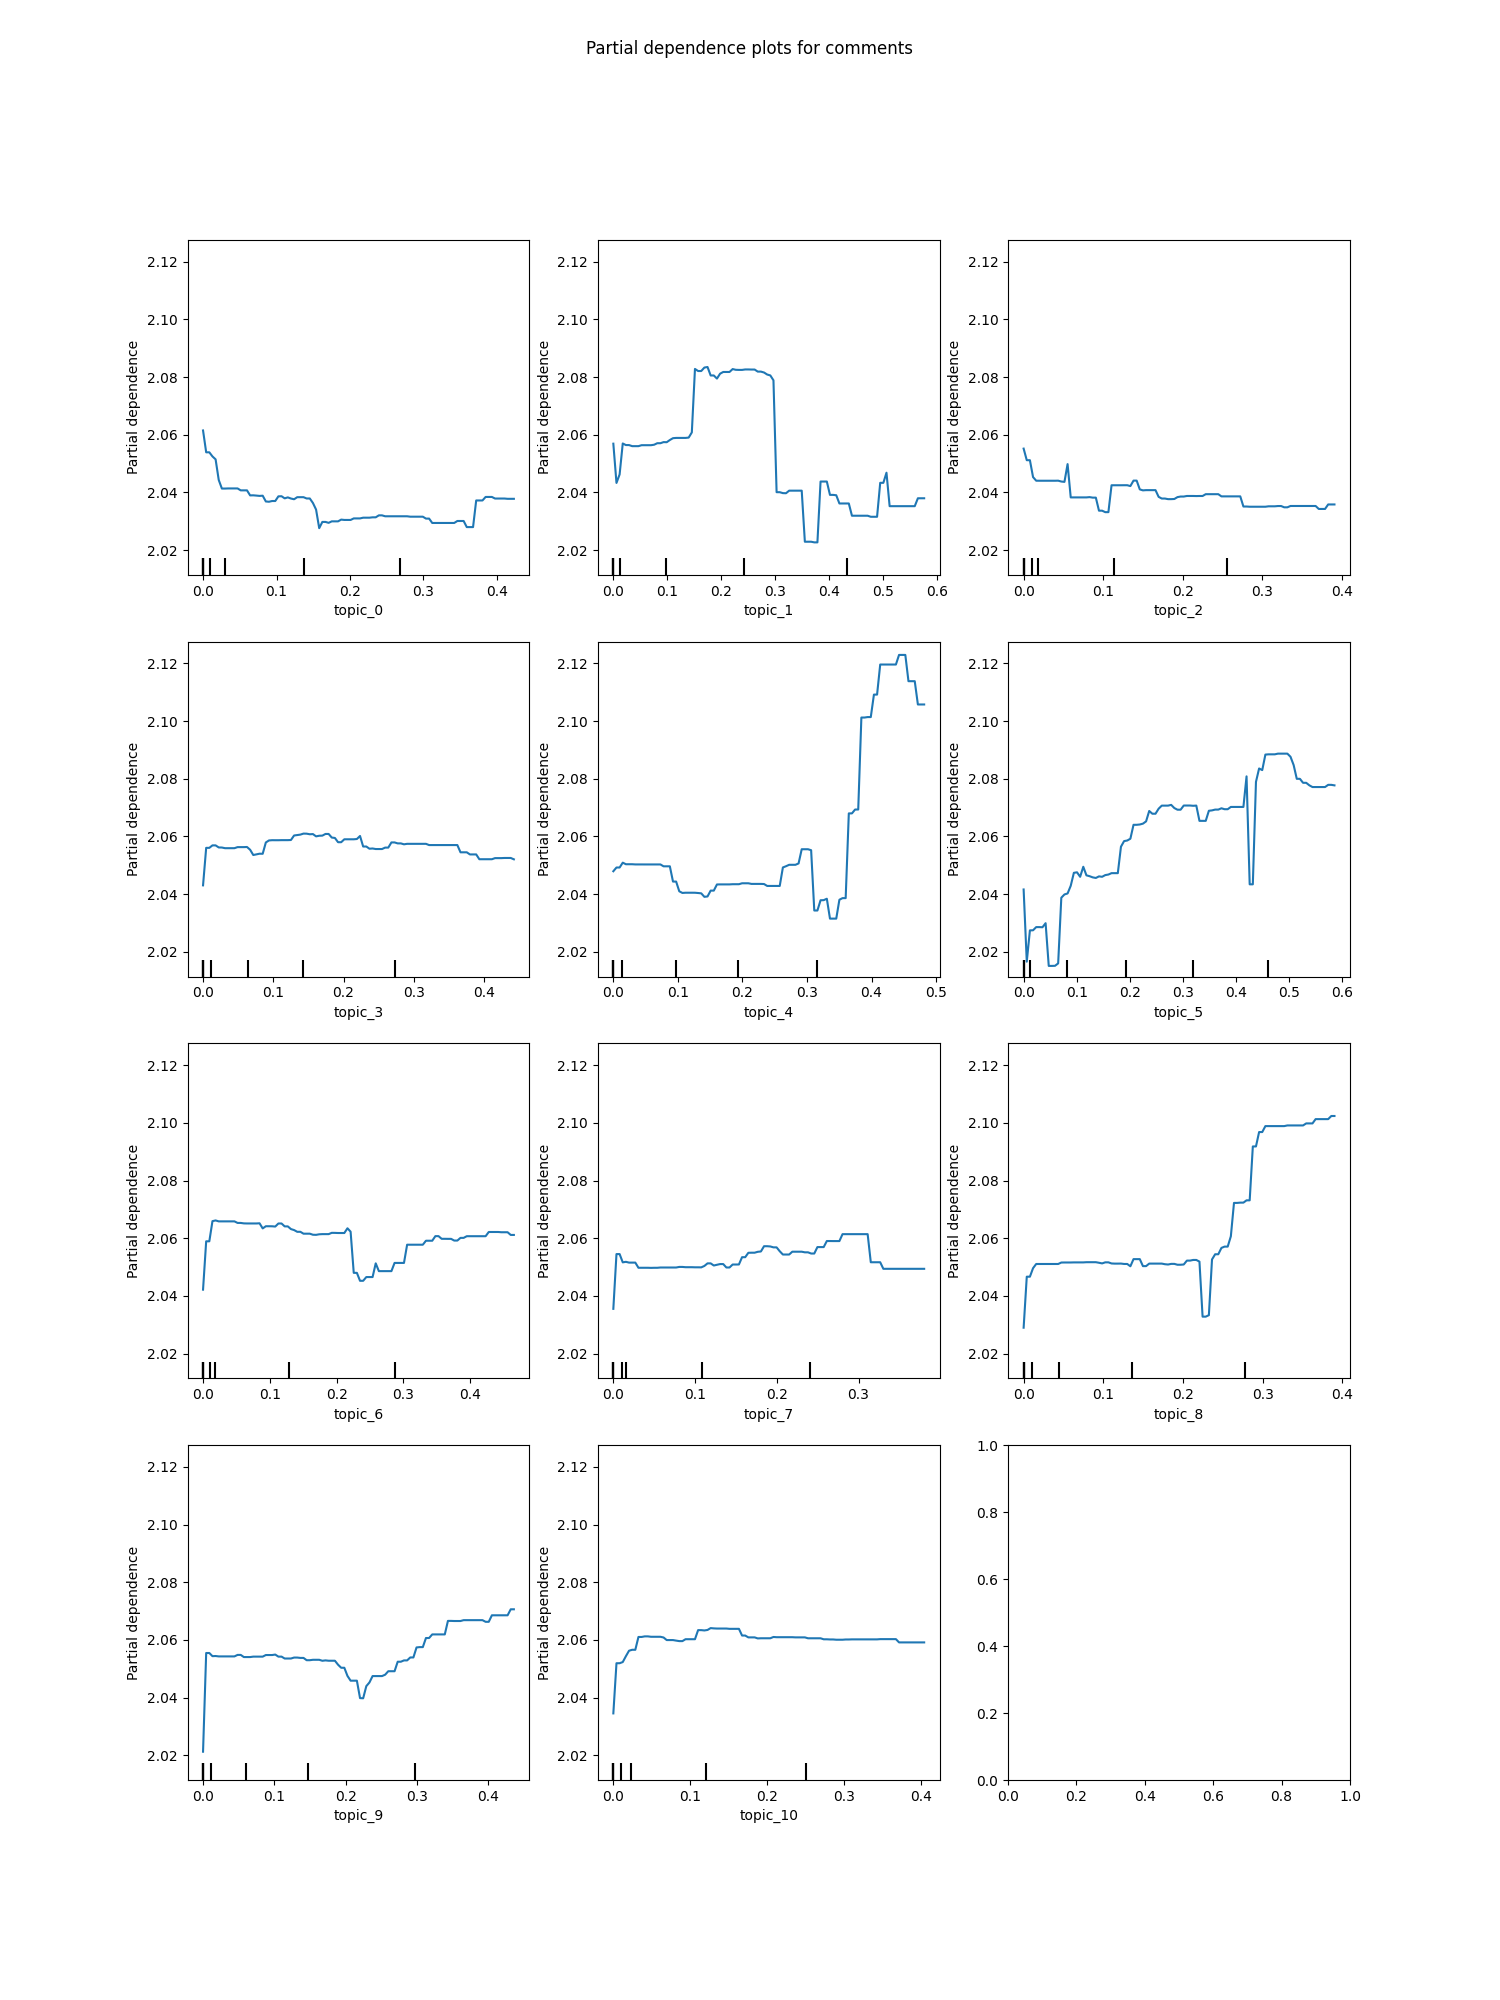 Partial dependence plots for comments
2.12 2.12 2.12
2.10 2.10 2.10
2.08 2.08 2.08
2.06 2.06 2.06
2.04 2.04 2.04
2.02 2.02 2.02
Partial dependence Partial dependence Partial dependence
0.0 0.1 0.2 0.3 0.4 0.0 0.1 0.2 0.3 0.4 0.5 0.6 0.0 0.1 0.2 0.3 0.4
topic_0 topic_1 topic_2
2.12 2.12 2.12
2.10 2.10 2.10
2.08 2.08 2.08
2.06 2.06 2.06
2.04 2.04 2.04
2.02 2.02 2.02
Partial dependence Partial dependence Partial dependence
0.0 0.1 0.2 0.3 0.4 0.0 0.1 0.2 0.3 0.4 0.5 0.0 0.1 0.2 0.3 0.4 0.5 0.6
topic_3 topic_4 topic_5
2.12 2.12 2.12
2.10 2.10 2.10
2.08 2.08 2.08
2.06 2.06 2.06
2.04 2.04 2.04
2.02 2.02 2.02
Partial dependence Partial dependence Partial dependence
0.0 0.1 0.2 0.3 0.4 0.0 0.1 0.2 0.3 0.0 0.1 0.2 0.3 0.4
topic_6 topic_7 topic_8
2.12 2.12 1.0
2.10 2.10 0.8
2.08 2.08 0.6
2.06 2.06 0.4
2.04 2.04 0.2
2.02 2.02 0.0
Partial dependence Partial dependence
0.0 0.1 0.2 0.3 0.4 0.0 0.1 0.2 0.3 0.4 0.0 0.2 0.4 0.6 0.8 1.0
topic_9 topic_10